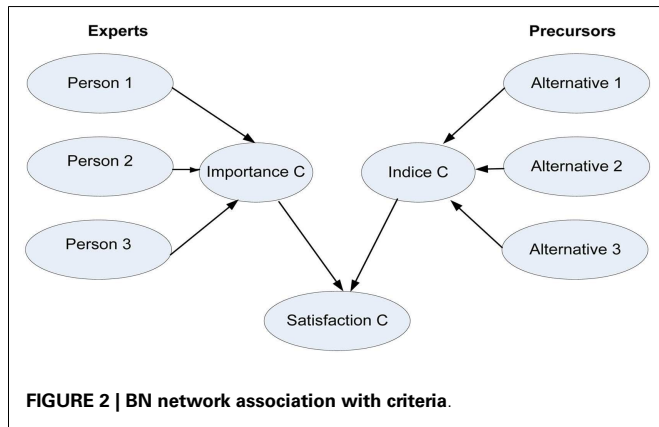 Experts
Precursors
Person 1
Alternative 1
Person 2
Alternative 2
Importance C
Indice C
Person 3
Alternative 3
Satisfaction C
FIGURE 2 | BN network association with criteria.